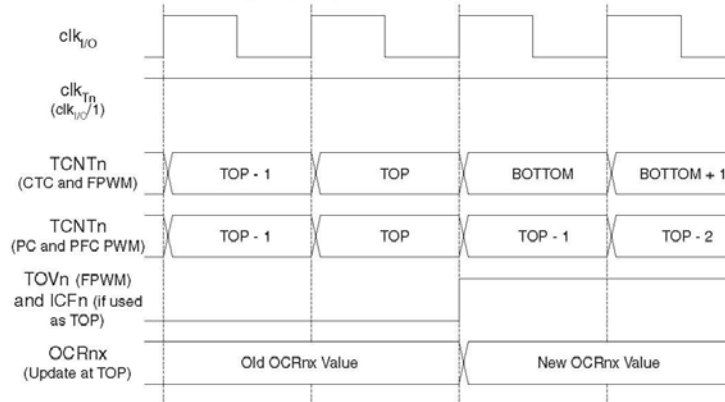 clkI/O
clkTn
(clkI/O/1)
TCNTn
(CTC and FPWM)
TOP - 1
TOP
BOTTOM
BOTTOM + 1
TCNTn
(PC and PFC PWM)
TOP - 1
TOP
TOP - 1
TOP - 2
TOVn (FPWM)
and ICFn (if used
as TOP)
OCRnx
(Update at TOP)
Old OCRnx Value
New OCRnx Value